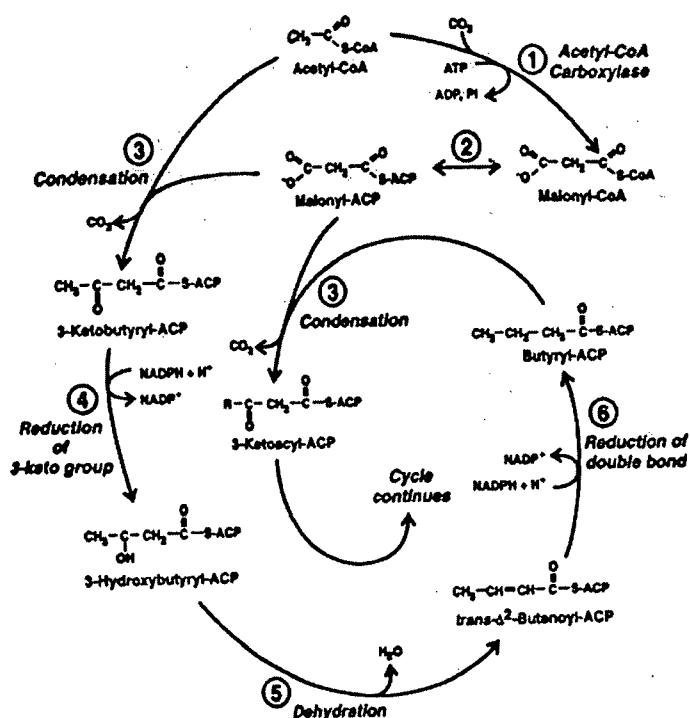 CH₃-C
O
S-CoA
Acetyl-CoA
CO₂
ATP
ADP, Pi
1
Acetyl-CoA
Carboxylase
3
Condensation
CO₂
O
⁻O
C-CH₂-C
O
S-ACP
Malonyl-ACP
2
O
⁻O
C-CH₂-C
O
S-CoA
Malonyl-CoA
O
CH₃-C-CH₂-C-S-ACP
O
3-Ketobutyryl-ACP
3
Condensation
CO₂
O
CH₃-CH₂-CH₂-C-S-ACP
Butyryl-ACP
4
Reduction
of
3-keto group
NADPH + H⁺
NADP⁺
O
R-C-CH₂-C-S-ACP
O
3-Ketoacyl-ACP
Cycle
continues
6
Reduction of
double bond
NADP⁺
NADPH + H⁺
O
CH₃-C-CH₂-C-S-ACP
OH
3-Hydroxybutyryl-ACP
O
CH₃-CH=CH-C-S-ACP
trans-Δ²-Butenoyl-ACP
H₂O
5
Dehydration